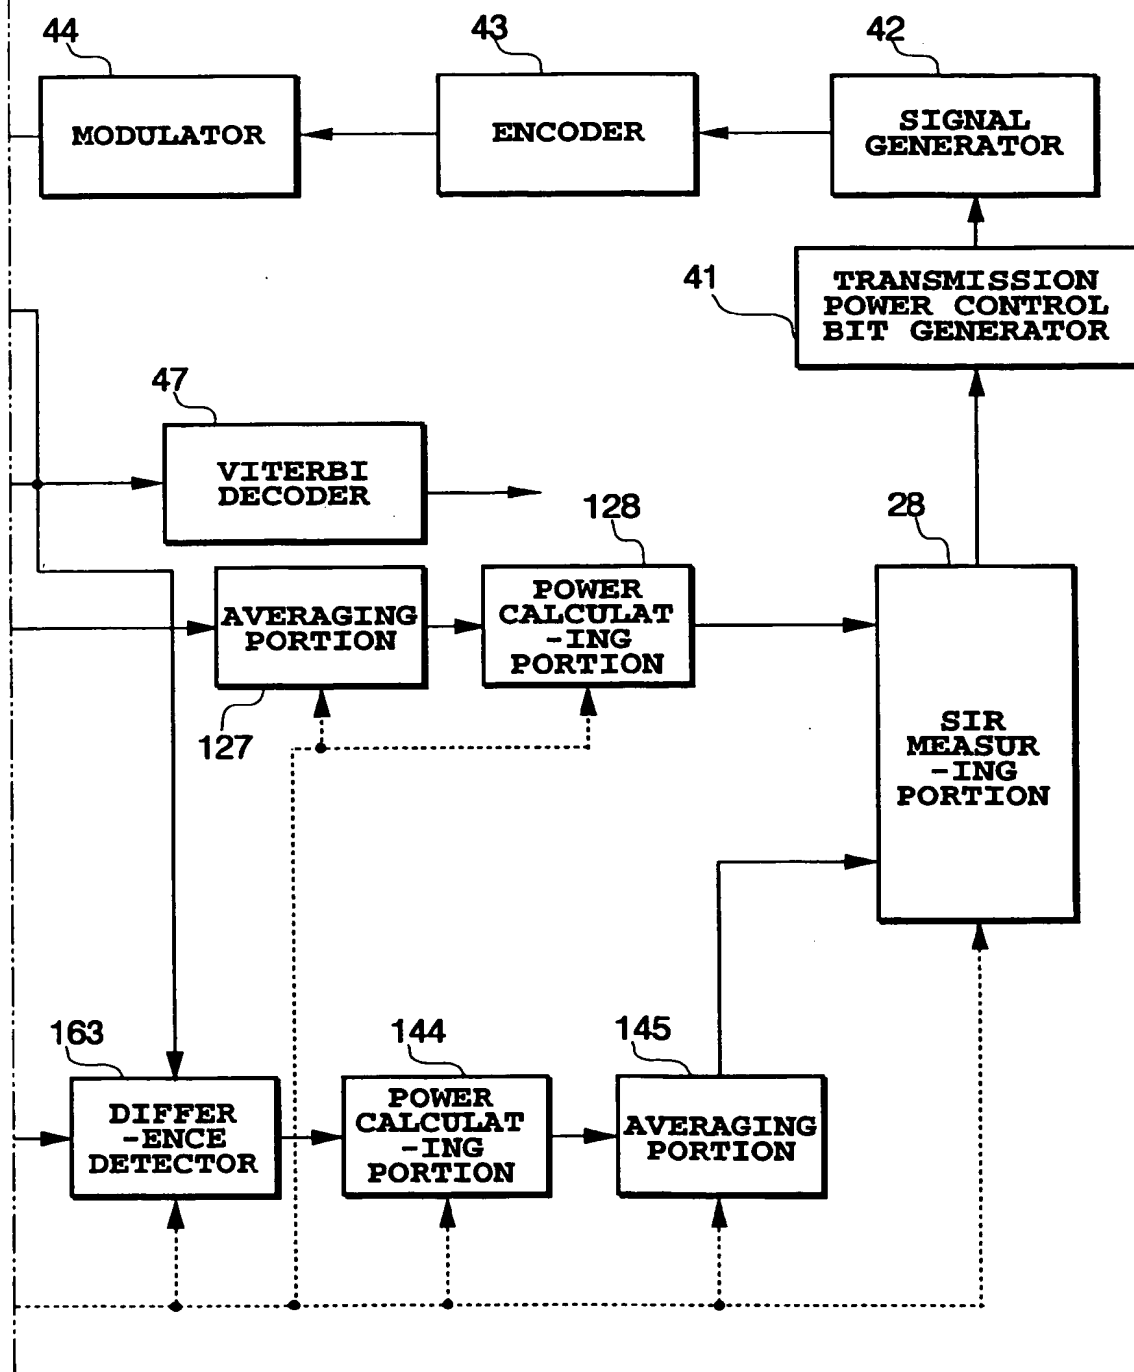 44
43
42
MODULATOR
ENCODER
SIGNAL
GENERATOR
41
TRANSMISSION
POWER CONTROL
BIT GENERATOR
47
VITERBI
DECODER
128
28
AVERAGING
PORTION
POWER
CALCULAT
-ING
PORTION
127
SIR
MEASUR
-ING
PORTION
163
144
145
DIFFER
-ENCE
DETECTOR
POWER
CALCULAT
-ING
PORTION
AVERAGING
PORTION